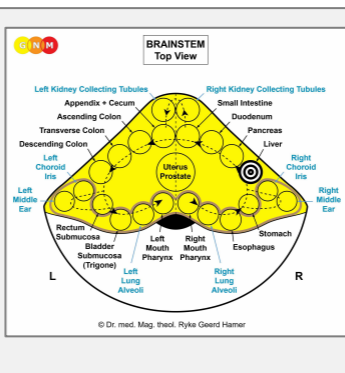 GNM
BRAINSTEM
Top View
Left Kidney Collecting Tubules
Right Kidney Collecting Tubules
Appendix + Cecum
Small Intestine
Ascending Colon
Duodenum
Transverse Colon
Pancreas
Descending Colon
Liver
Left
Choroid
Iris
Uterus
Prostate
Right
Choroid
Iris
Left
Middle
Ear
Right
Middle
Ear
Rectum
Submucosa
Bladder
Submucosa
(Trigone)
Left
Mouth
Pharynx
Right
Mouth
Pharynx
Stomach
Esophagus
Left
Lung
Alveoli
Right
Lung
Alveoli
L
R
© Dr. med. Mag. theol. Ryke Geerd Hamer